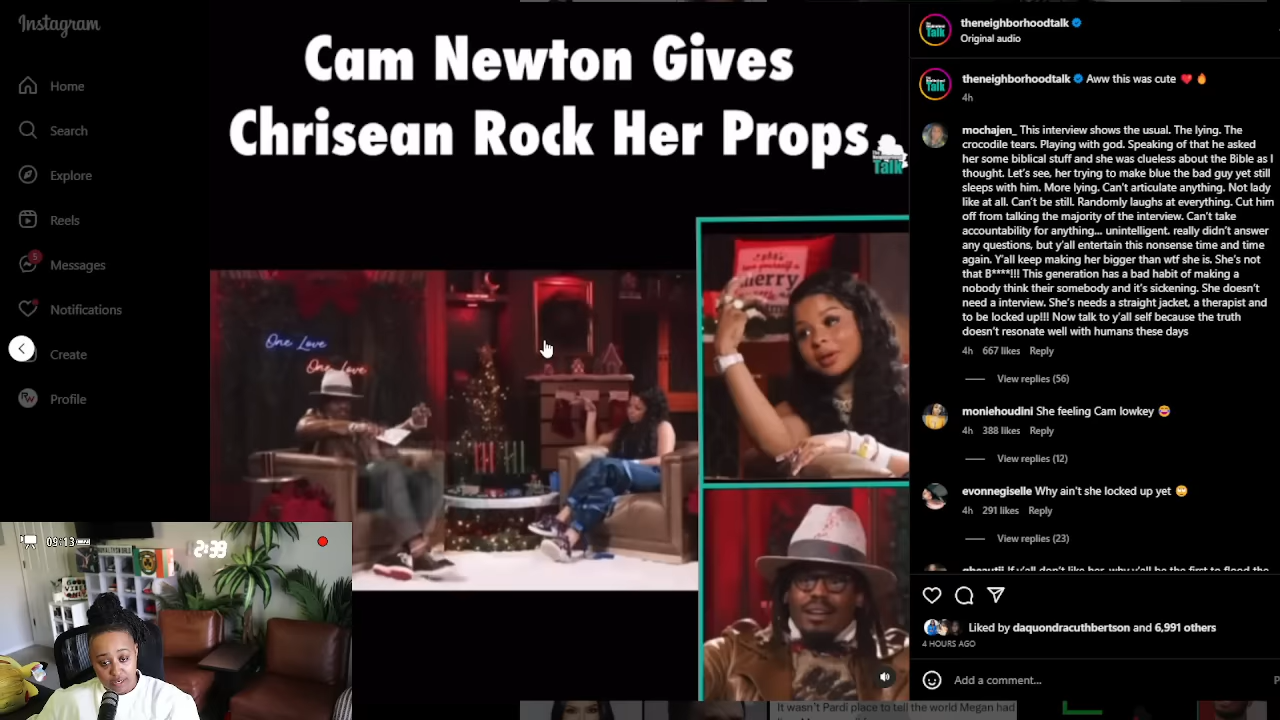 Instagram
Home
Search
Explore
Reels
5
Messages
Notifications
Create
Profile
Cam Newton Gives
Chrisean Rock Her Props
Talk
One Love
One Love
merry
09:13
2:33
theneighborhoodtalk
Original audio
theneighborhoodtalk Aww this was cute ❤️ 🔥
4h
mochajen_ This interview shows the usual. The lying. The
crocodile tears. Playing with god. Speaking of that he asked
her some biblical stuff and she was clueless about the Bible as I
thought. Let's see, her trying to make blue the bad guy yet still
sleeps with him. More lying. Can't articulate anything. Not lady
like at all. Can't be still. Randomly laughs at everything. Cut him
off from talking the majority of the interview. Can't take
accountability for anything... unintelligent. really didn't answer
any questions, but y'all entertain this nonsense time and time
again. Y'all keep making her bigger than wtf she is. She's not
that B****!!! This generation has a bad habit of making a
nobody think their somebody and it's sickening. She doesn't
need a interview. She's needs a straight jacket, a therapist and
to be locked up!!! Now talk to y'all self because the truth
doesn't resonate well with humans these days
4h 667 likes Reply
View replies (56)
moniehoudini She feeling Cam lowkey 😅
4h 388 likes Reply
View replies (12)
evonnegiselle Why ain't she locked up yet 🙄
4h 291 likes Reply
View replies (23)
Liked by daquondracuthbertson and 6,991 others
4 HOURS AGO
Add a comment...
It wasn't Pardi place to tell the world Megan had